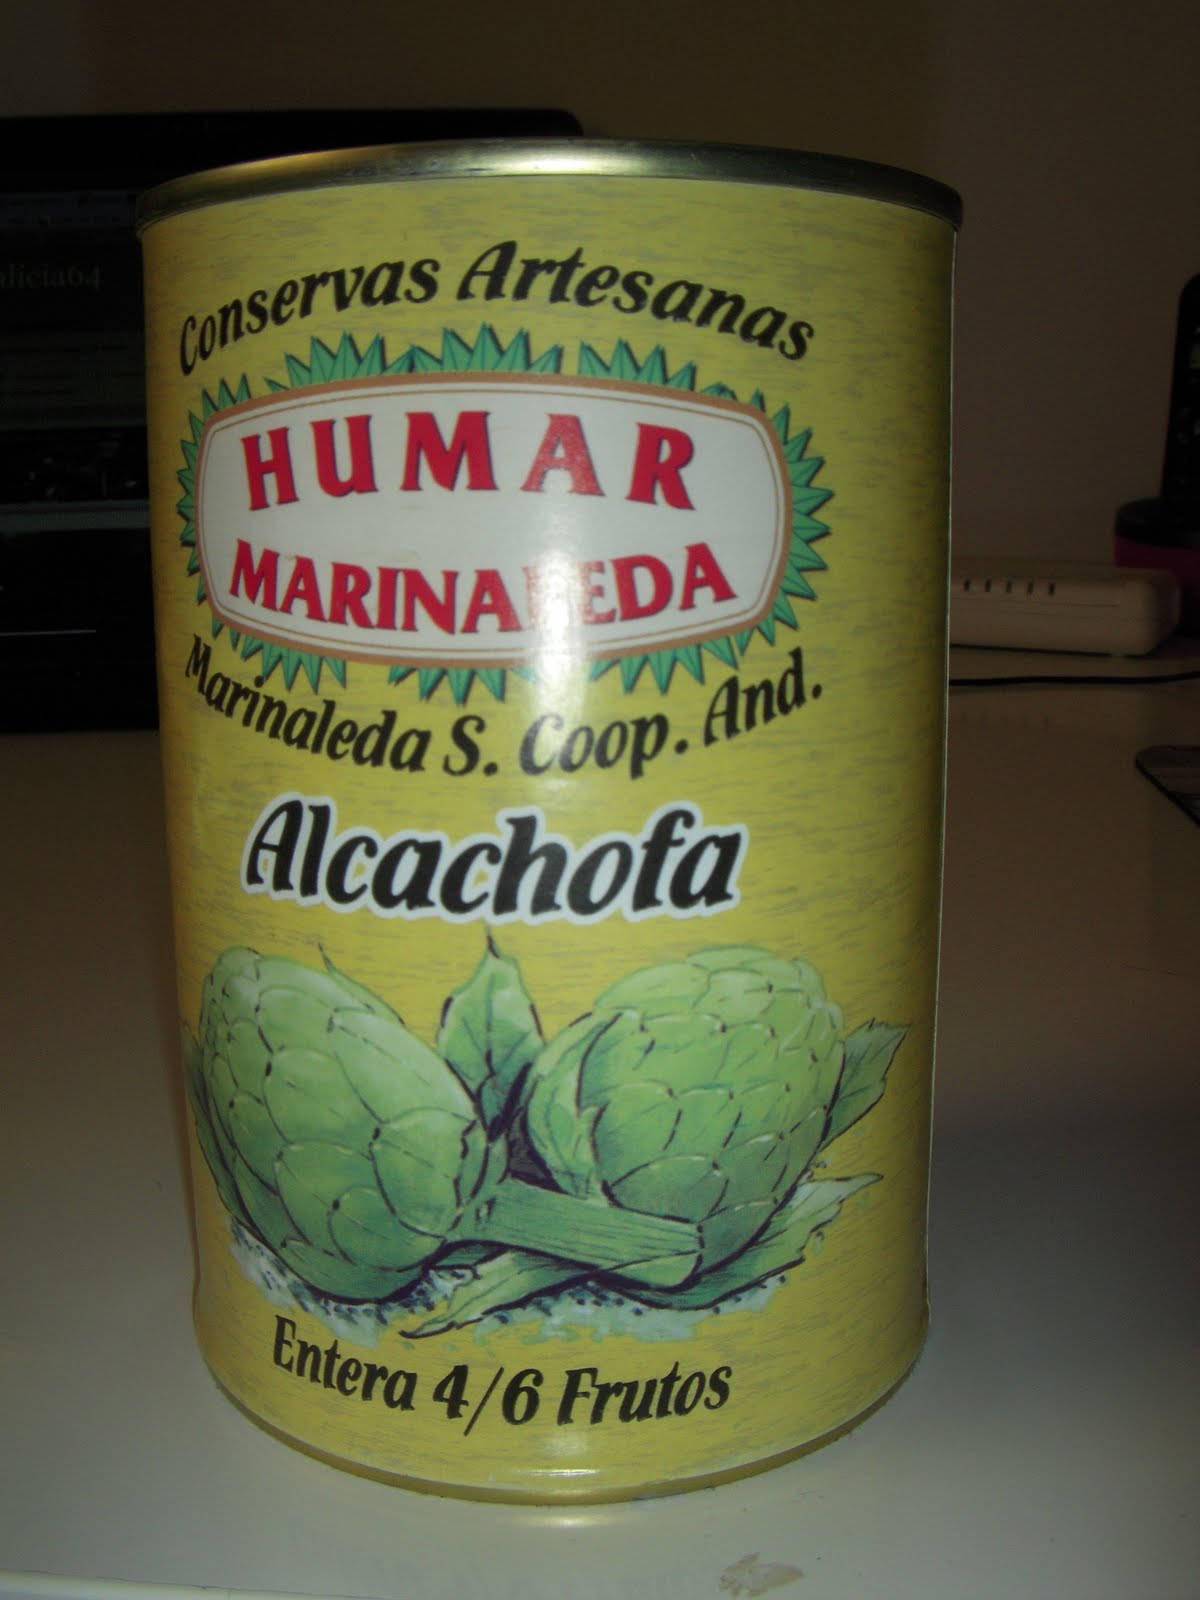 Conservas Artesanas
HUMAR
MARINALEDA
Marinaleda S. Coop. And.
Alcachofa
Entera 4/6 Frutos